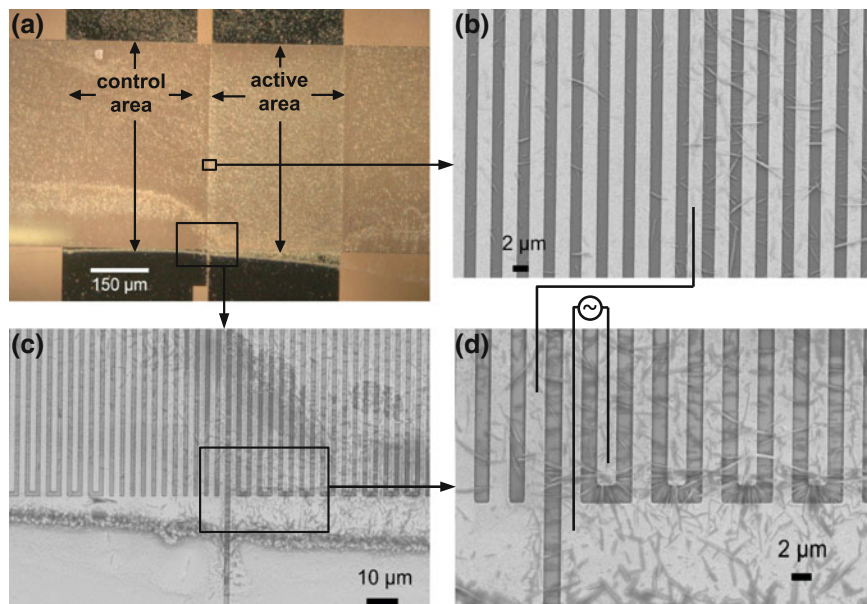 (a)
control area
active area
150 µm
(b)
2 µm
(c)
10 µm
(d)
2 µm